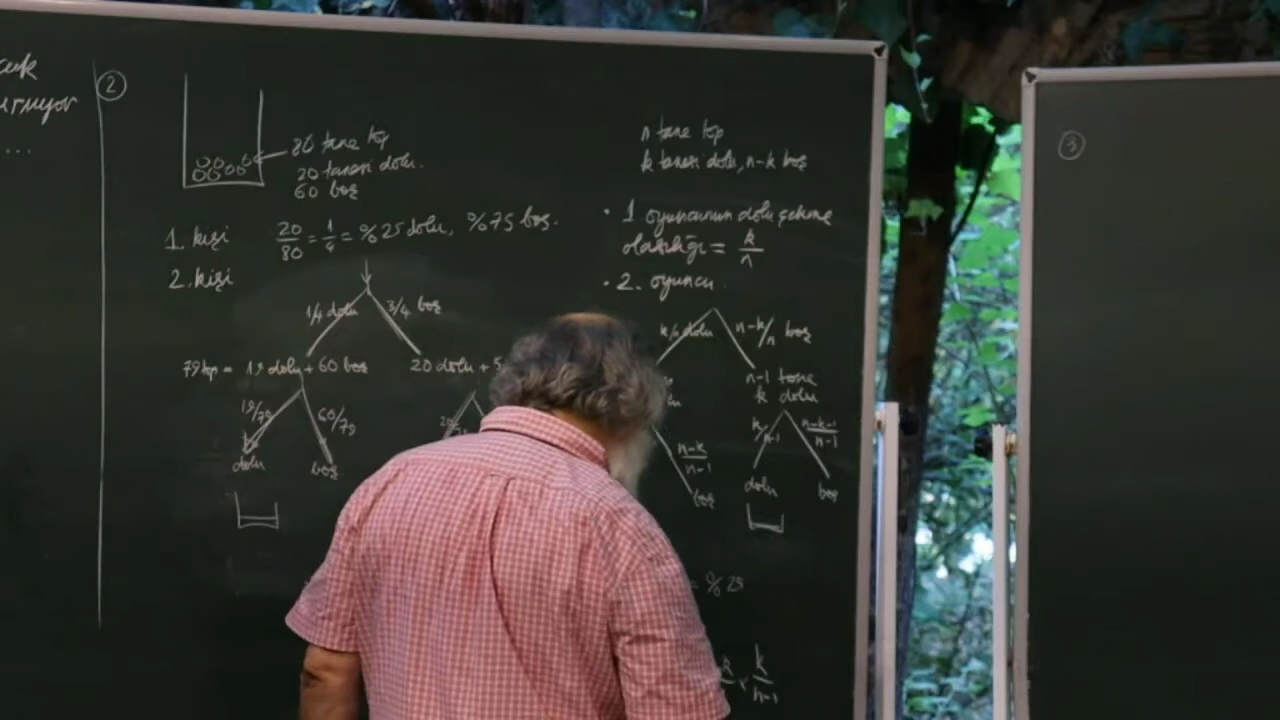 ...
②
80 tane top
20 tanesi dolu.
60 boş
1. kişi 20/80 = 1/4 = %25 dolu, %75 boş.
2. kişi
1/4 dolu 3/4 boş
79 top = 19 dolu + 60 boş 20 dolu +
19/79 60/79
dolu boş
n tane top
k tanesi dolu, n-k boş
• 1 oyuncunun dolu çekme
olasılığı = k/n
• 2. oyuncu
k/n dolu n-k/n boş
n-1 tane
k dolu
n-k/n-1 k/n-1 n-k-1/n-1
boş dolu boş
= %25
x k/n-1
③